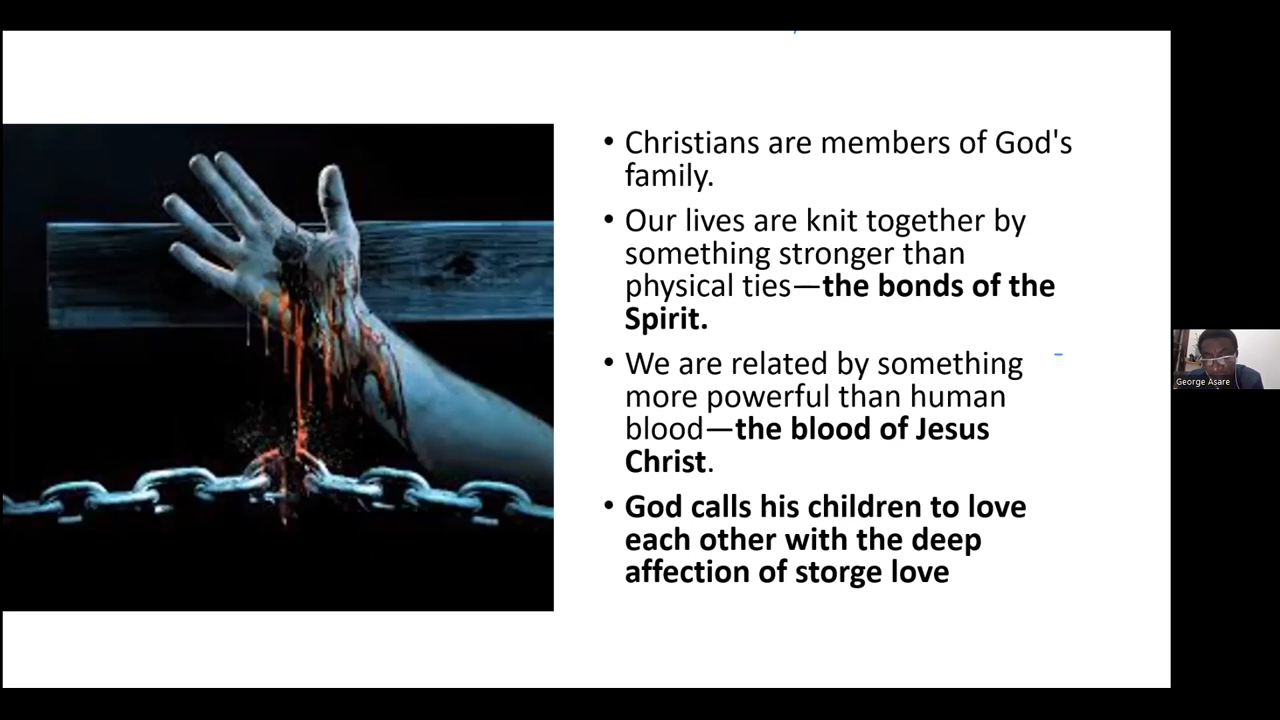 • Christians are members of God's
family.
• Our lives are knit together by
something stronger than
physical ties—the bonds of the
Spirit.
• We are related by something
more powerful than human
blood—the blood of Jesus
Christ.
• God calls his children to love
each other with the deep
affection of storge love
George Asare